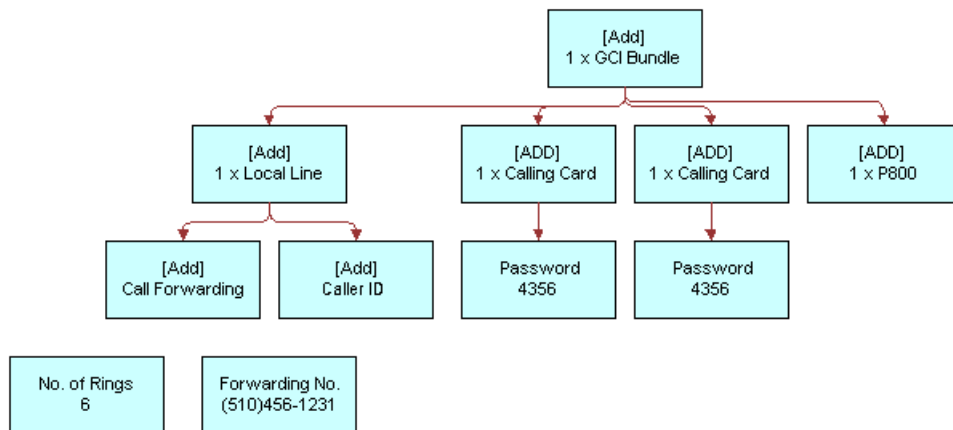 [Add]
1 x GCI Bundle
[Add]
1 x Local Line
[ADD]
1 x Calling Card
[ADD]
1 x Calling Card
[ADD]
1 x P800
[Add]
Call Forwarding
[Add]
Caller ID
Password
4356
Password
4356
No. of Rings
6
Forwarding No.
(510)456-1231